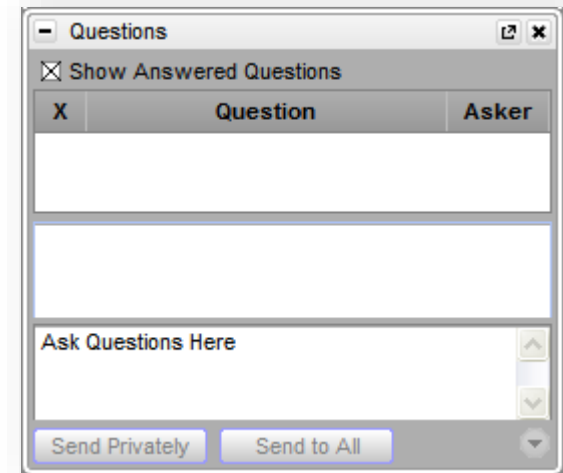 Questions
Show Answered Questions
X Question Asker
Ask Questions Here
Send Privately Send to All